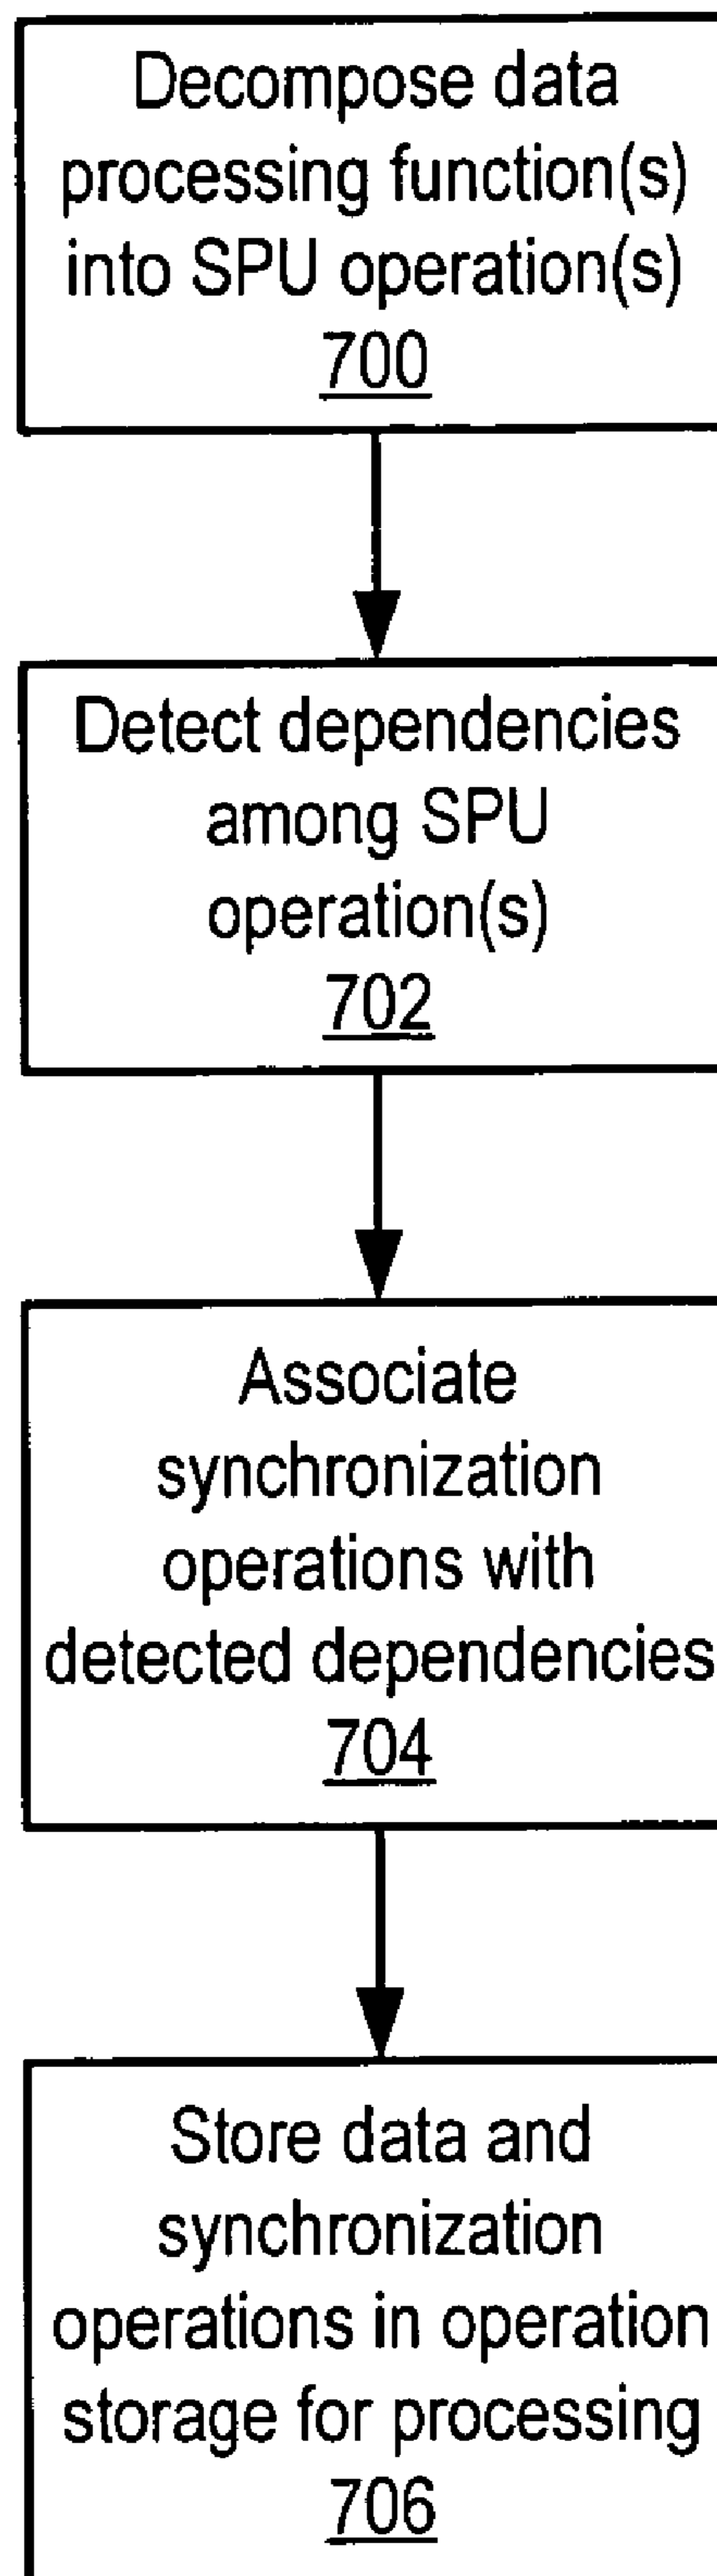 Decompose data
processing function(s)
into SPU operation(s)
700
Detect dependencies
among SPU
operation(s)
702
Associate
synchronization
operations with
detected dependencies
704
Store data and
synchronization
operations in operation
storage for processing
706